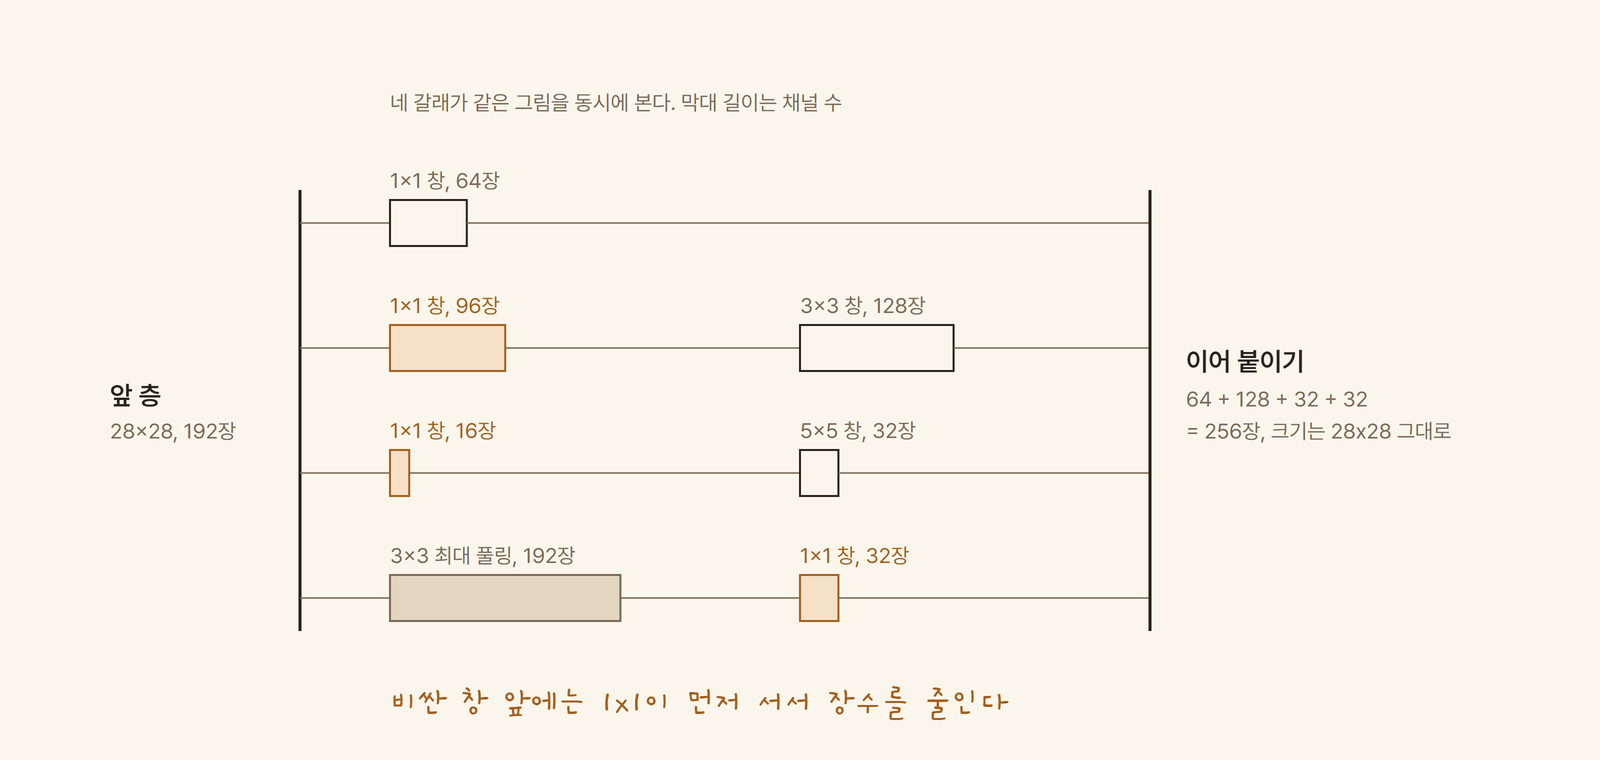 네 갈래가 같은 그림을 동시에 본다. 막대 길이는 채널 수
1×1 창, 64장
1×1 창, 96장
3×3 창, 128장
앞 층
28×28, 192장
1×1 창, 16장
5×5 창, 32장
3×3 최대 풀링, 192장
1×1 창, 32장
이어 붙이기
64 + 128 + 32 + 32
= 256장, 크기는 28x28 그대로
비싼 창 앞에는 1x1이 먼저 서서 장수를 줄인다